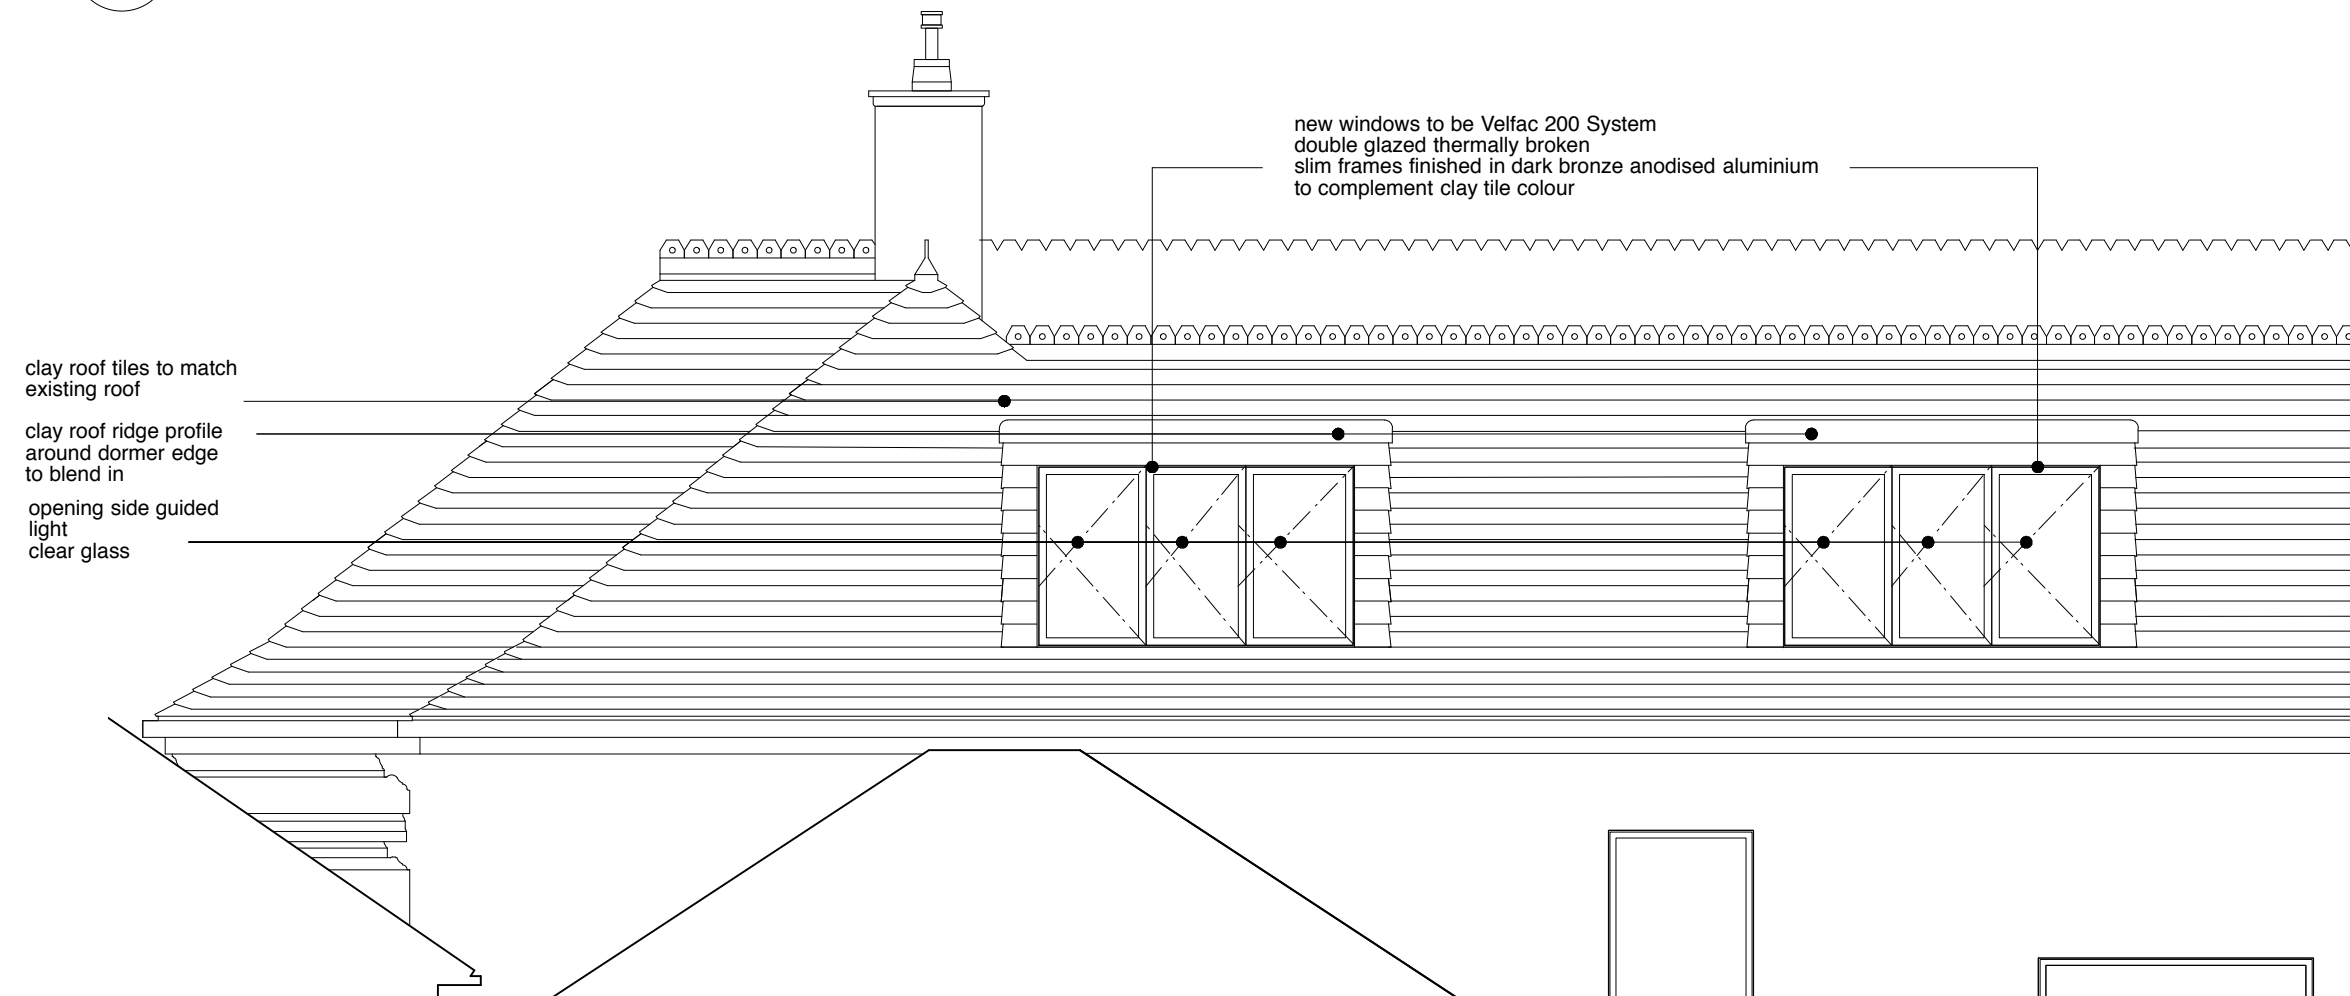 new windows to be Velfac 200 System
double glazed thermally broken
slim frames finished in dark bronze anodised aluminium
to complement clay tile colour
clay roof tiles to match
existing roof
clay roof ridge profile
around dormer edge
to blend in
opening side guided
light
clear glass